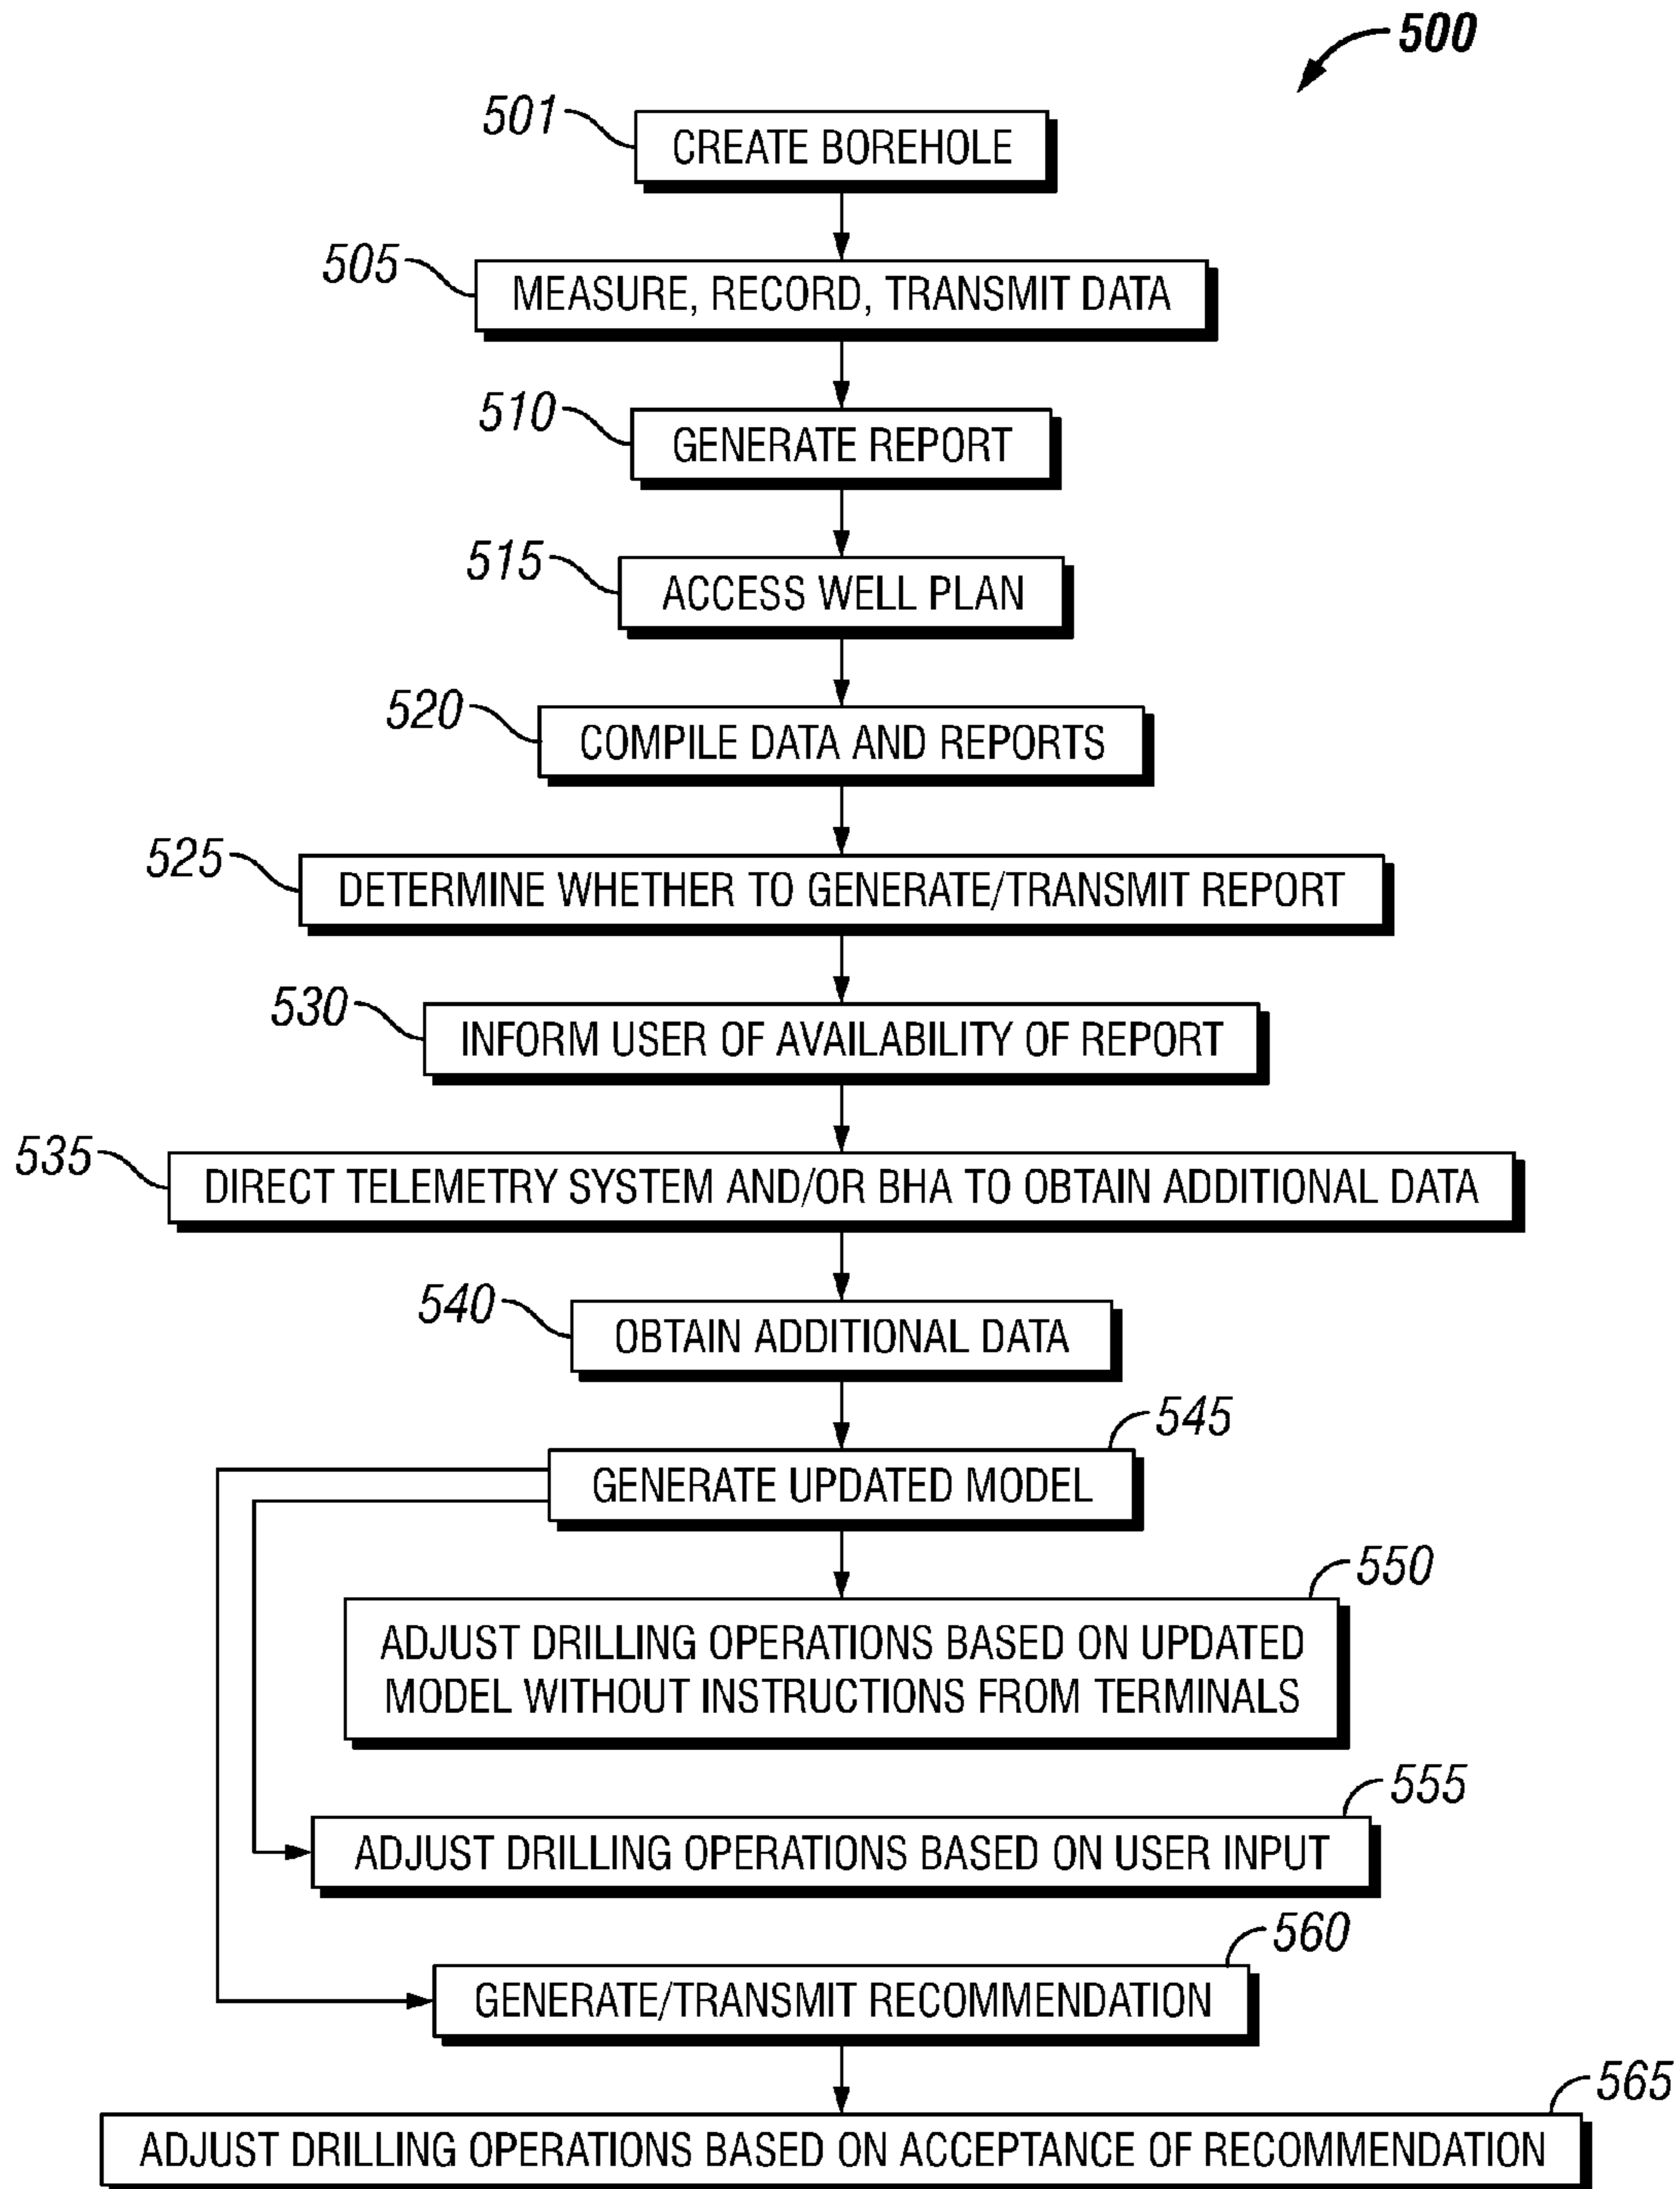 500
501
CREATE BOREHOLE
505
MEASURE, RECORD, TRANSMIT DATA
510
GENERATE REPORT
515
ACCESS WELL PLAN
520
COMPILE DATA AND REPORTS
525
DETERMINE WHETHER TO GENERATE/TRANSMIT REPORT
530
INFORM USER OF AVAILABILITY OF REPORT
535
DIRECT TELEMETRY SYSTEM AND/OR BHA TO OBTAIN ADDITIONAL DATA
540
OBTAIN ADDITIONAL DATA
545
GENERATE UPDATED MODEL
550
ADJUST DRILLING OPERATIONS BASED ON UPDATED
MODEL WITHOUT INSTRUCTIONS FROM TERMINALS
555
ADJUST DRILLING OPERATIONS BASED ON USER INPUT
560
GENERATE/TRANSMIT RECOMMENDATION
565
ADJUST DRILLING OPERATIONS BASED ON ACCEPTANCE OF RECOMMENDATION